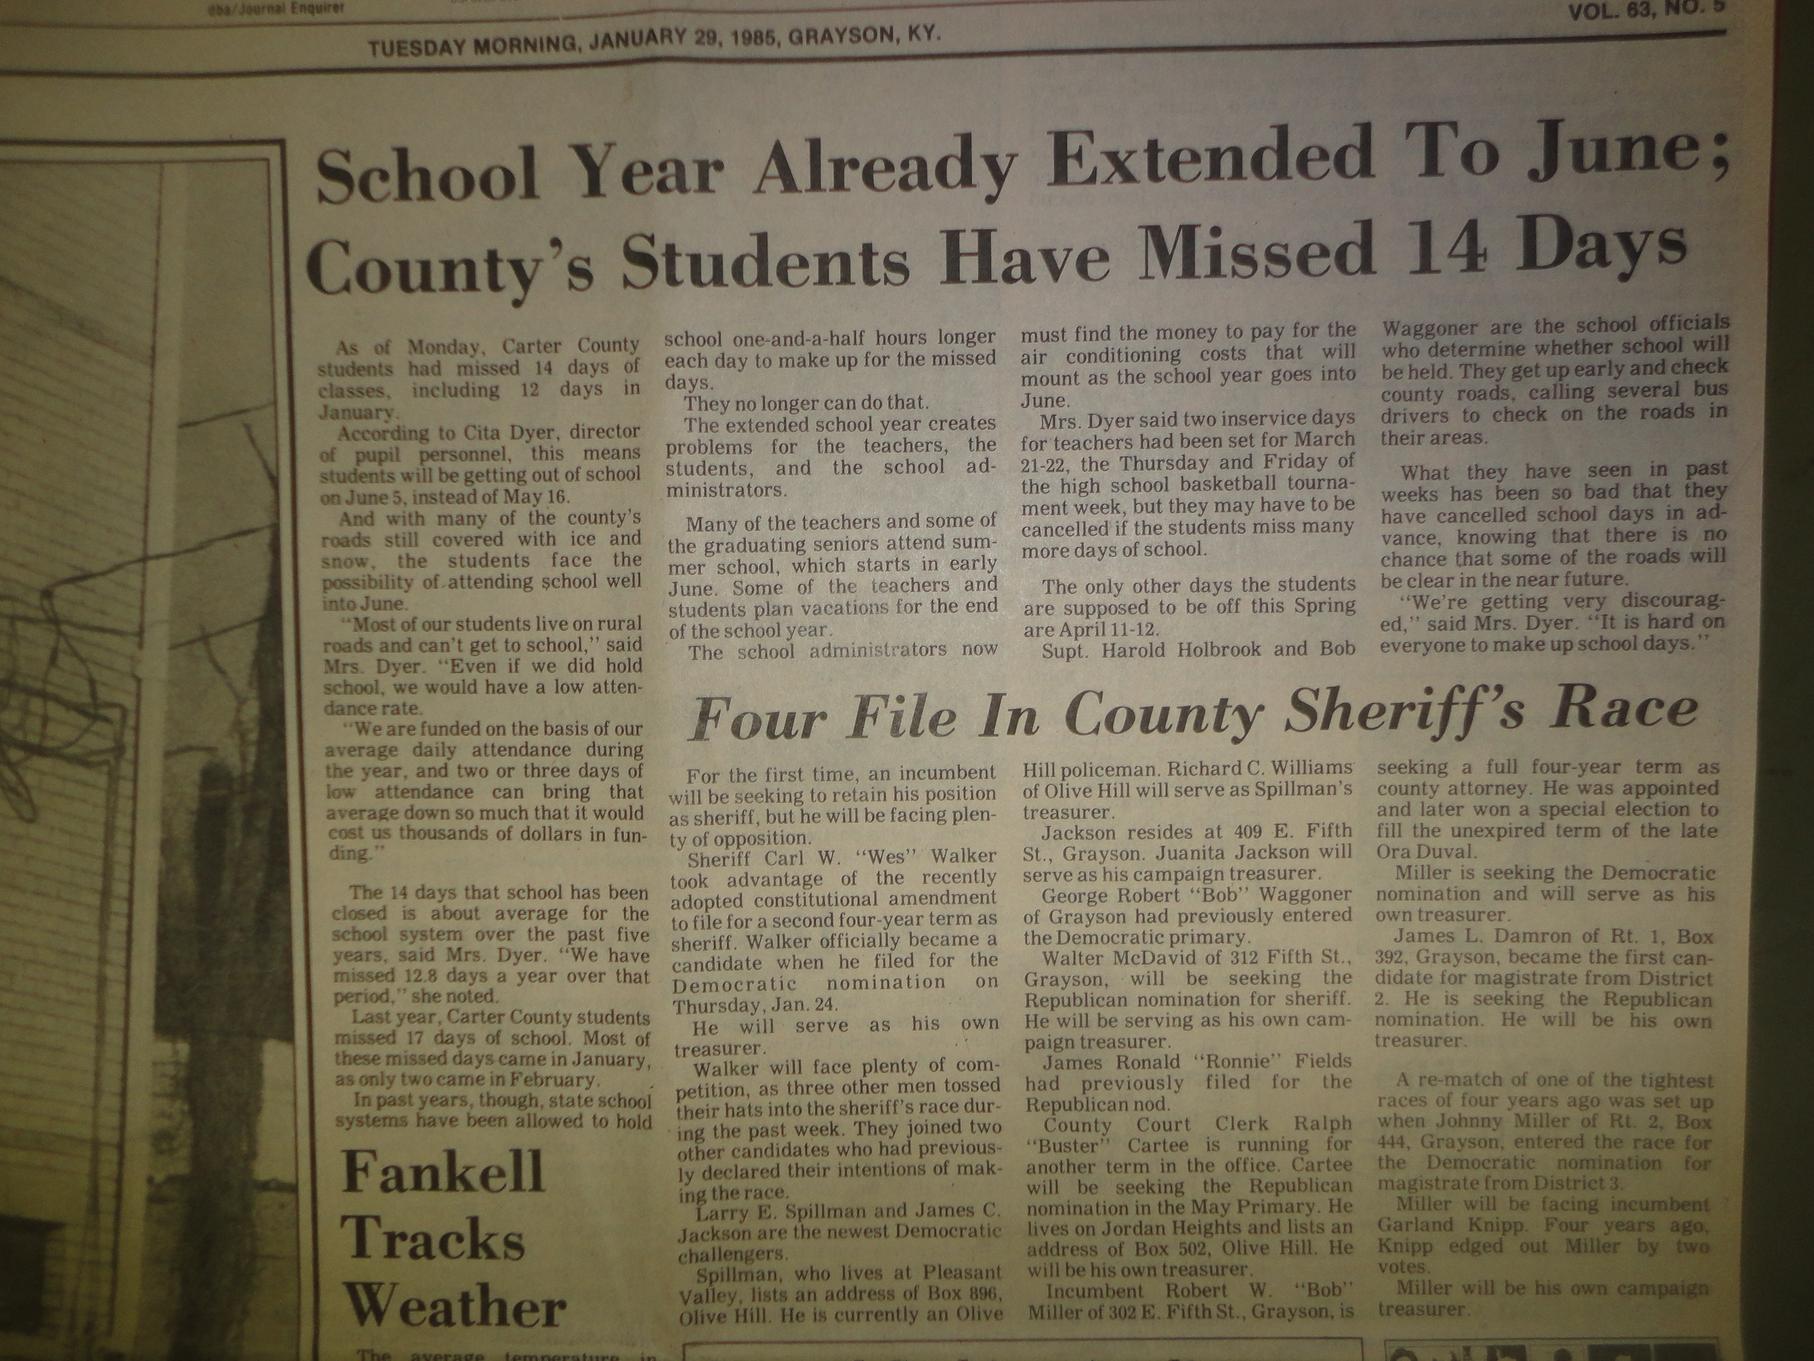 dba/Journal Enquirer
VOL. 63, NO. 5
TUESDAY MORNING, JANUARY 29, 1985, GRAYSON, KY.
School Year Already Extended To June;
County's Students Have Missed 14 Days
As of Monday, Carter County
students had missed 14 days of
classes, including 12 days in
January.
According to Cita Dyer, director
of pupil personnel, this means
students will be getting out of school
on June 5, instead of May 16.
And with many of the county's
roads still covered with ice and
snow, the students face the
possibility of attending school well
into June.
"Most of our students live on rural
roads and can't get to school," said
Mrs. Dyer. "Even if we did hold
school, we would have a low atten-
dance rate.
"We are funded on the basis of our
average daily attendance during
the year, and two or three days of
low attendance can bring that
average down so much that it would
cost us thousands of dollars in fun-
ding."
The 14 days that school has been
closed is about average for the
school system over the past five
years, said Mrs. Dyer. "We have
missed 12.8 days a year over that
period," she noted.
Last year, Carter County students
missed 17 days of school. Most of
these missed days came in January,
as only two came in February.
In past years, though, state school
systems have been allowed to hold
school one-and-a-half hours longer
each day to make up for the missed
days.
They no longer can do that.
The extended school year creates
problems for the teachers, the
students, and the school ad-
ministrators.
Many of the teachers and some of
the graduating seniors attend sum-
mer school, which starts in early
June. Some of the teachers and
students plan vacations for the end
of the school year.
The school administrators now
must find the money to pay for the
air conditioning costs that will
mount as the school year goes into
June.
Mrs. Dyer said two inservice days
for teachers had been set for March
21-22, the Thursday and Friday of
the high school basketball tourna-
ment week, but they may have to be
cancelled if the students miss many
more days of school.
The only other days the students
are supposed to be off this Spring
are April 11-12.
Supt. Harold Holbrook and Bob
Waggoner are the school officials
who determine whether school will
be held. They get up early and check
county roads, calling several bus
drivers to check on the roads in
their areas.
What they have seen in past
weeks has been so bad that they
have cancelled school days in ad-
vance, knowing that there is no
chance that some of the roads will
be clear in the near future.
"We're getting very discourag-
ed," said Mrs. Dyer. "It is hard on
everyone to make up school days."
Four File In County Sheriff's Race
For the first time, an incumbent
will be seeking to retain his position
as sheriff, but he will be facing plen-
ty of opposition.
Sheriff Carl W. "Wes" Walker
took advantage of the recently
adopted constitutional amendment
to file for a second four-year term as
sheriff. Walker officially became a
candidate when he filed for the
Democratic nomination on
Thursday, Jan. 24.
He will serve as his own
treasurer.
Walker will face plenty of com-
petition, as three other men tossed
their hats into the sheriff's race dur-
ing the past week. They joined two
other candidates who had previous-
ly declared their intentions of mak-
ing the race.
Larry E. Spillman and James C.
Jackson are the newest Democratic
challengers.
Spillman, who lives at Pleasant
Valley, lists an address of Box 896,
Olive Hill. He is currently an Olive
Hill policeman. Richard C. Williams
of Olive Hill will serve as Spillman's
treasurer.
Jackson resides at 409 E. Fifth
St., Grayson. Juanita Jackson will
serve as his campaign treasurer.
George Robert "Bob" Waggoner
of Grayson had previously entered
the Democratic primary.
Walter McDavid of 312 Fifth St.,
Grayson, will be seeking the
Republican nomination for sheriff.
He will be serving as his own cam-
paign treasurer.
James Ronald "Ronnie" Fields
had previously filed for the
Republican nod.
County Court Clerk Ralph
"Buster" Cartee is running for
another term in the office. Cartee
will be seeking the Republican
nomination in the May Primary. He
lives on Jordan Heights and lists an
address of Box 502, Olive Hill. He
will be his own treasurer.
Incumbent Robert W. "Bob"
Miller of 302 E. Fifth St., Grayson, is
seeking a full four-year term as
county attorney. He was appointed
and later won a special election to
fill the unexpired term of the late
Ora Duval.
Miller is seeking the Democratic
nomination and will serve as his
own treasurer.
James L. Damron of Rt. 1, Box
392, Grayson, became the first can-
didate for magistrate from District
2. He is seeking the Republican
nomination. He will be his own
treasurer.
A re-match of one of the tightest
races of four years ago was set up
when Johnny Miller of Rt. 2, Box
444, Grayson, entered the race for
the Democratic nomination for
magistrate from District 3.
Miller will be facing incumbent
Garland Knipp. Four years ago,
Knipp edged out Miller by two
votes.
Miller will be his own campaign
treasurer.
Fankell
Tracks
Weather
The average temperature in